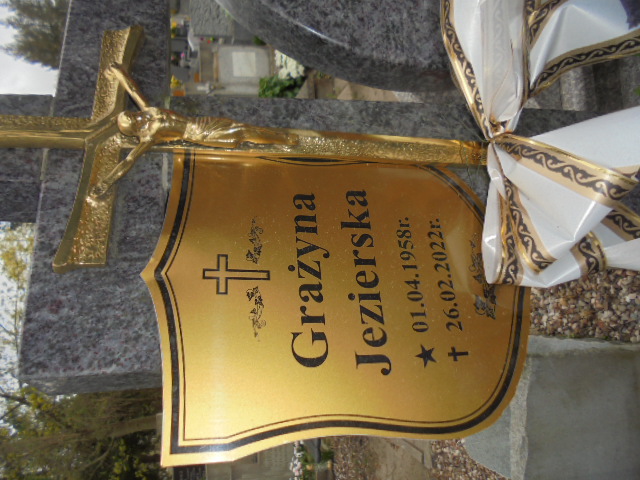 Grażyna
Jezierska
★ 01.04.1958r.
✝ 26.02.2022r.